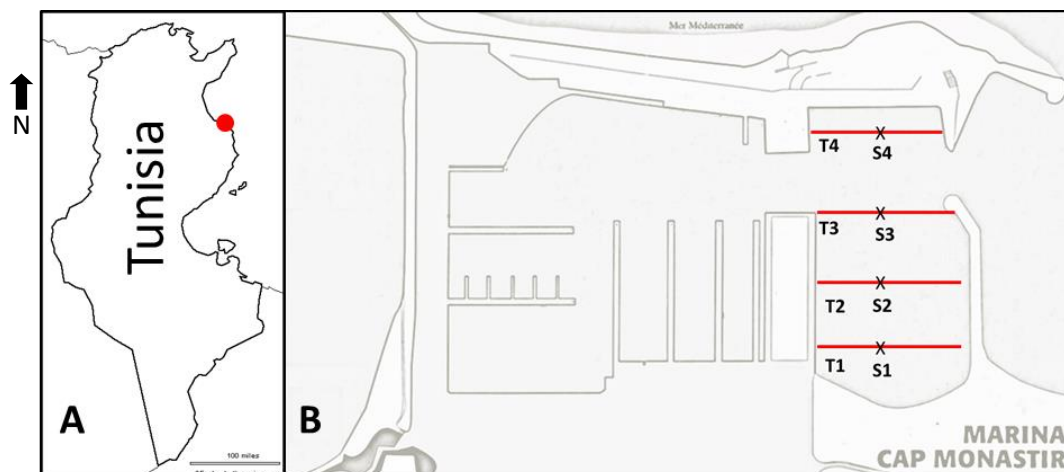 N
Tunisia
A
100 miles
B
Mer Méditerranée
T4
S4
T3
S3
T2
S2
T1
S1
MARINA
CAP MONASTIR